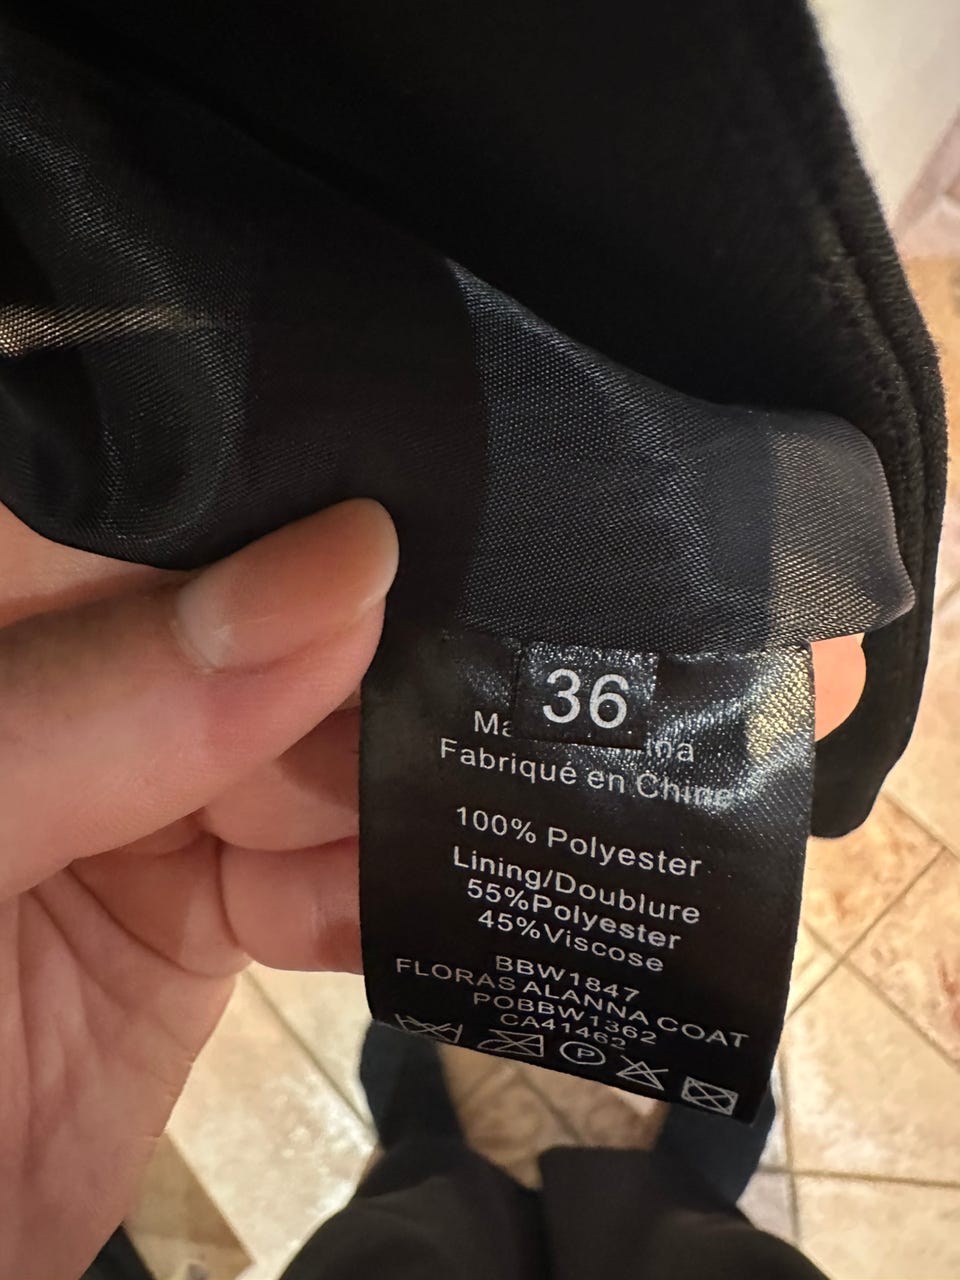 36
Fabriqué en Chine
100% Polyester
Lining/Doublure
55%Polyester
45%Viscose
BBW1847
FLORAS ALANNA COAT
POBBW1362
CA41462
P